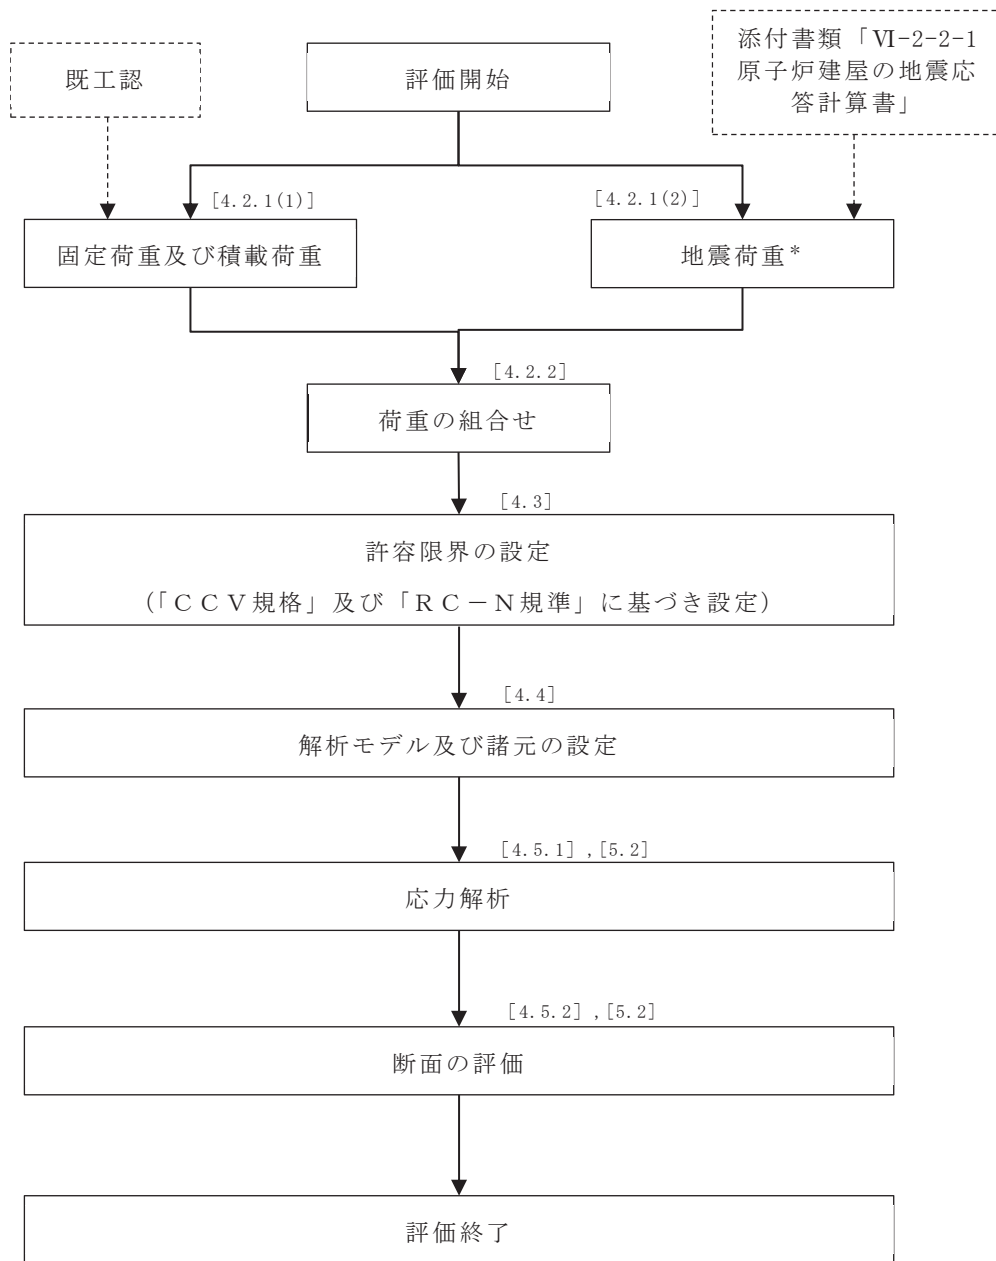 既工認
評価開始
添付書類「Ⅵ-2-2-1
原子炉建屋の地震応
答計算書」
[4.2.1(1)]
[4.2.1(2)]
固定荷重及び積載荷重
地震荷重*
[4.2.2]
荷重の組合せ
[4.3]
許容限界の設定
(「ＣＣＶ規格」及び「ＲＣ－Ｎ規準」に基づき設定)
[4.4]
解析モデル及び諸元の設定
[4.5.1] ,[5.2]
応力解析
[4.5.2] ,[5.2]
断面の評価
評価終了